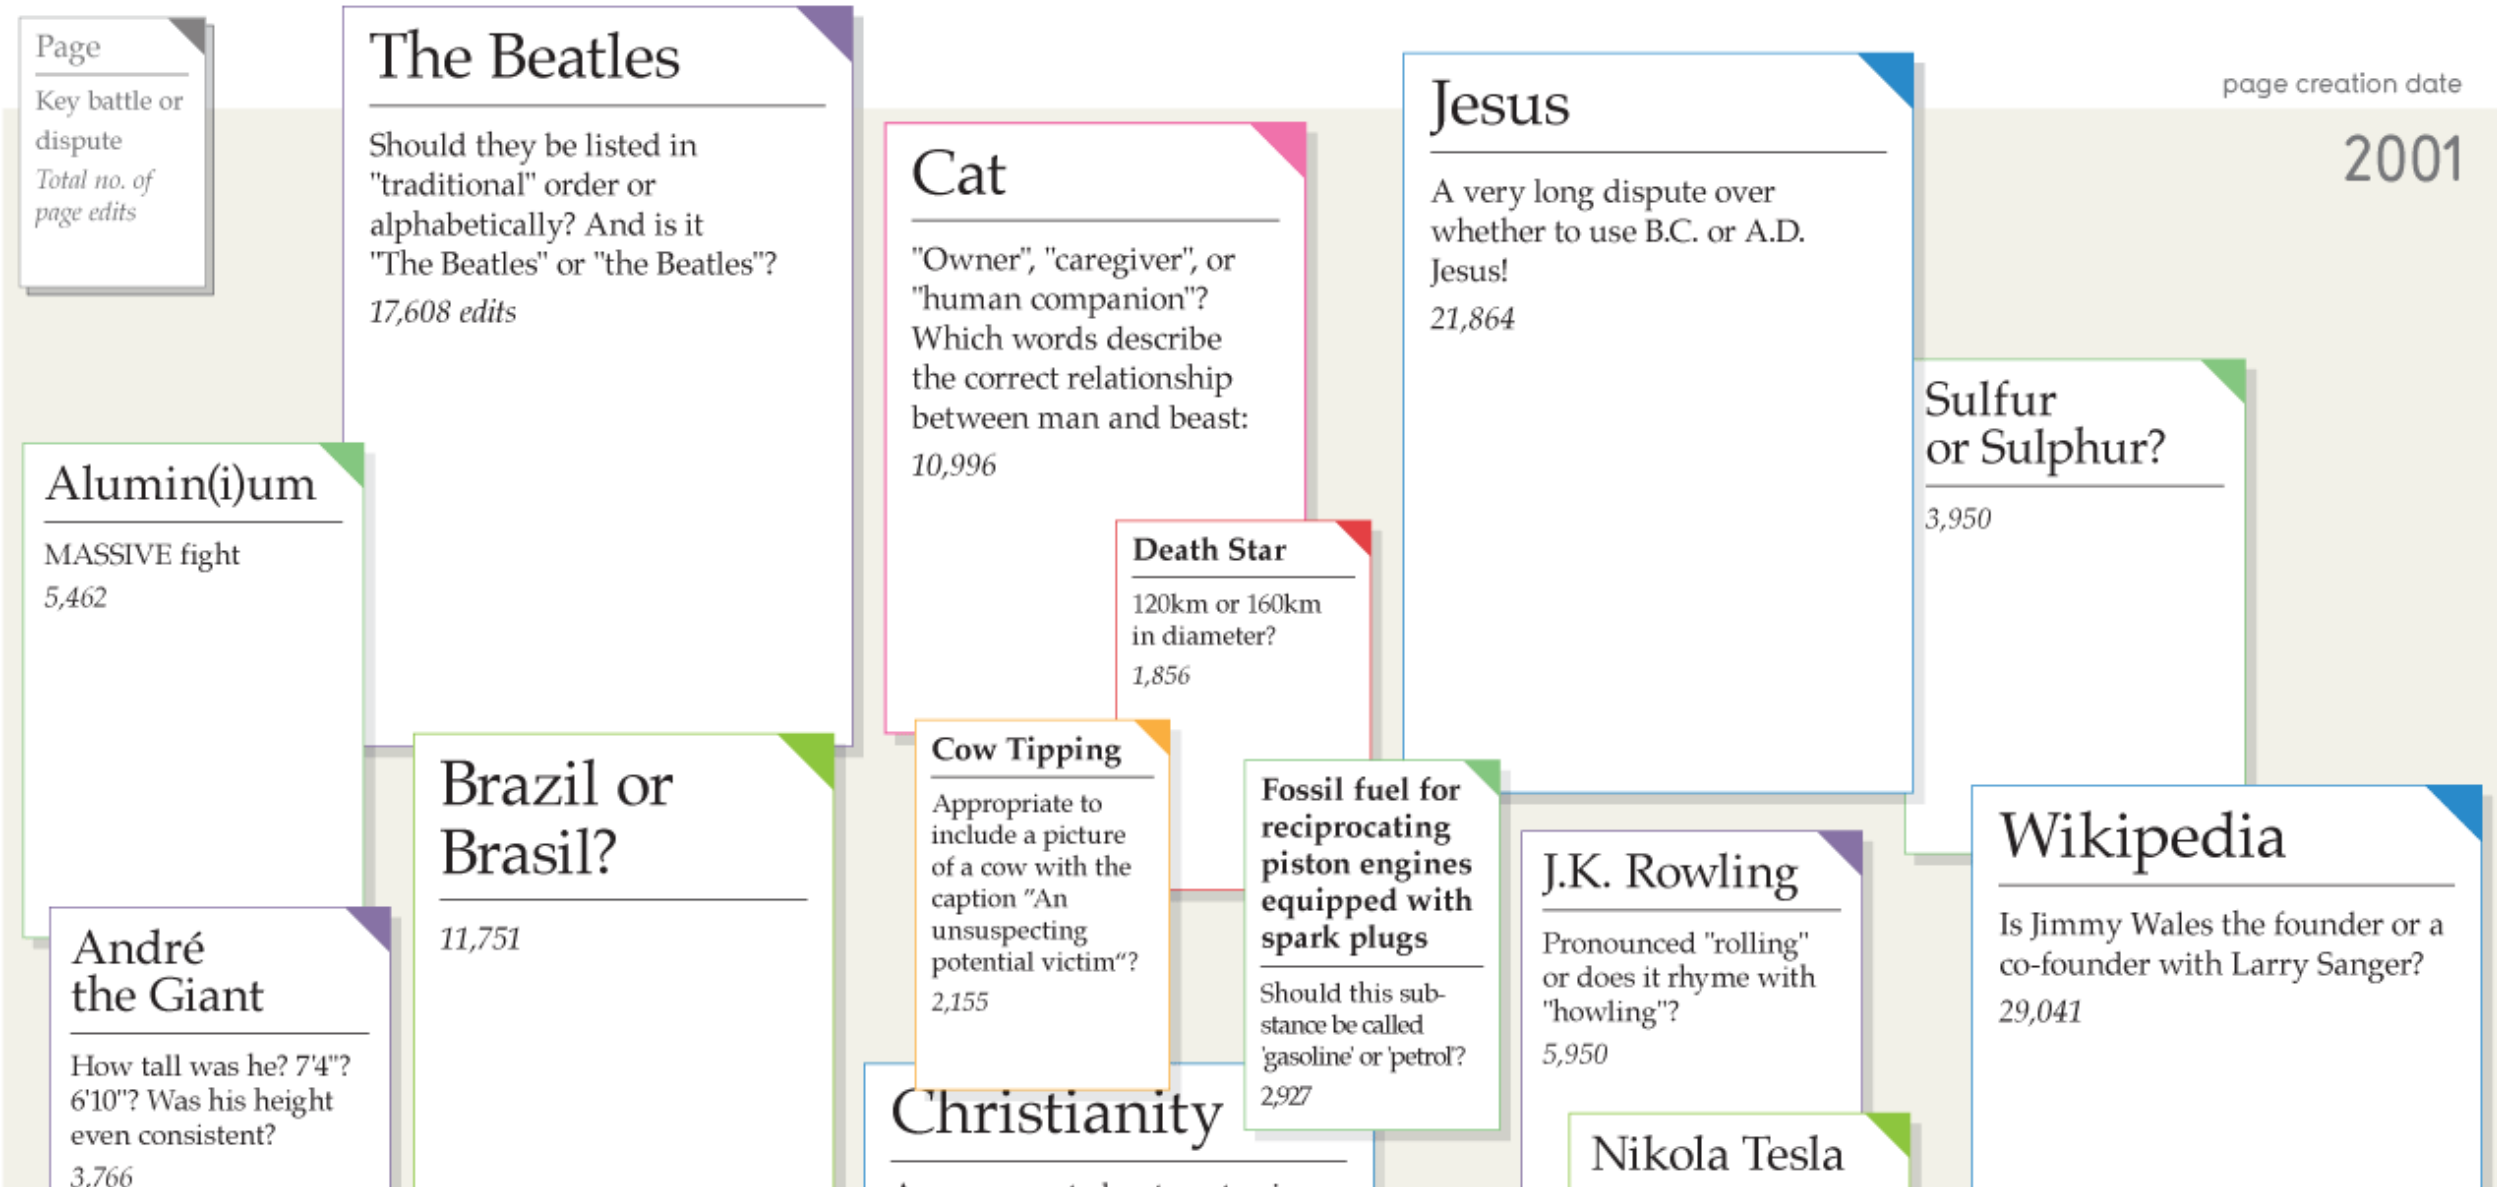 Page
Key battle or
dispute
Total no. of
page edits
The Beatles
Should they be listed in
"traditional" order or
alphabetically? And is it
"The Beatles" or "the Beatles"?
17,608 edits
Cat
"Owner", "caregiver", or
"human companion"?
Which words describe
the correct relationship
between man and beast:
10,996
Jesus
A very long dispute over
whether to use B.C. or A.D.
Jesus!
21,864
page creation date
2001
Sulfur
or Sulphur?
3,950
Alumin(i)um
MASSIVE fight
5,462
Death Star
120km or 160km
in diameter?
1,856
Brazil or
Brasil?
11,751
Cow Tipping
Appropriate to
include a picture
of a cow with the
caption "An
unsuspecting
potential victim"?
2,155
Fossil fuel for
reciprocating
piston engines
equipped with
spark plugs
Should this sub-
stance be called
'gasoline' or 'petrol'?
2,927
J.K. Rowling
Pronounced "rolling"
or does it rhyme with
"howling"?
5,950
Wikipedia
Is Jimmy Wales the founder or a
co-founder with Larry Sanger?
29,041
André
the Giant
How tall was he? 7'4"?
6'10"? Was his height
even consistent?
3,766
Christianity
Nikola Tesla